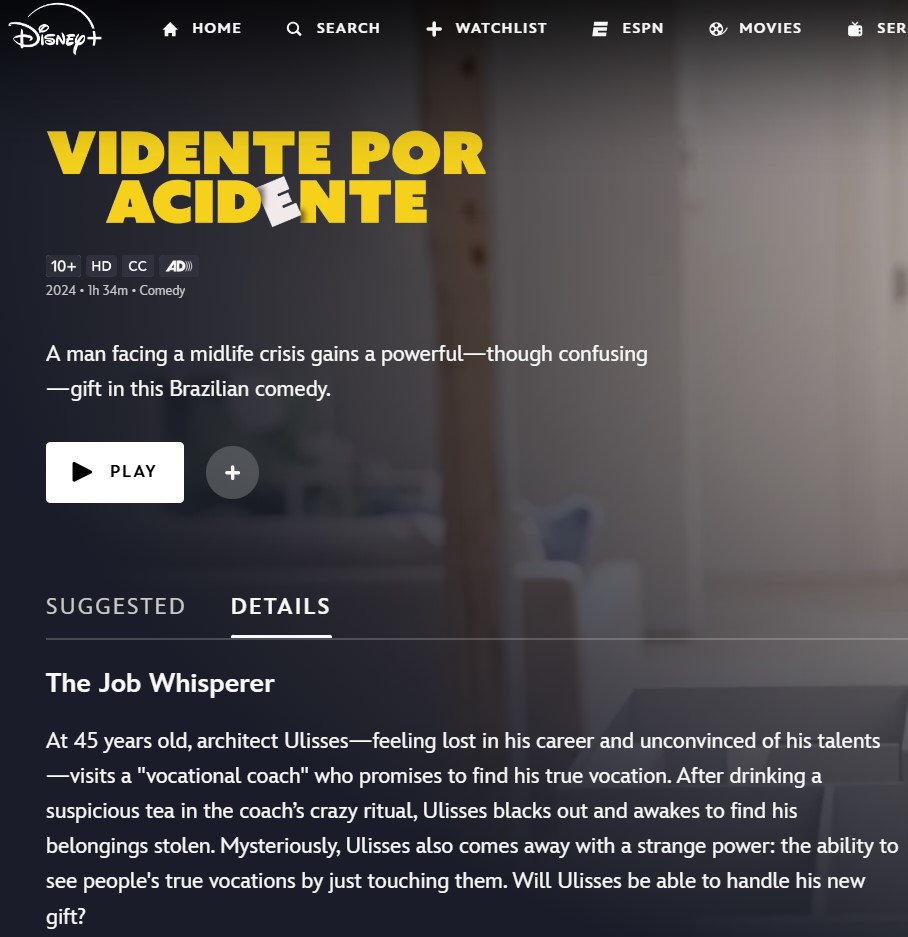 Disney+
HOME
SEARCH
WATCHLIST
ESPN
MOVIES
SER
VIDENTE POR
ACIDENTE
10+ HD CC AD
2024 • 1h 34m • Comedy
A man facing a midlife crisis gains a powerful—though confusing
—gift in this Brazilian comedy.
PLAY
SUGGESTED
DETAILS
The Job Whisperer
At 45 years old, architect Ulisses—feeling lost in his career and unconvinced of his talents
—visits a "vocational coach" who promises to find his true vocation. After drinking a
suspicious tea in the coach’s crazy ritual, Ulisses blacks out and awakes to find his
belongings stolen. Mysteriously, Ulisses also comes away with a strange power: the ability to
see people's true vocations by just touching them. Will Ulisses be able to handle his new
gift?